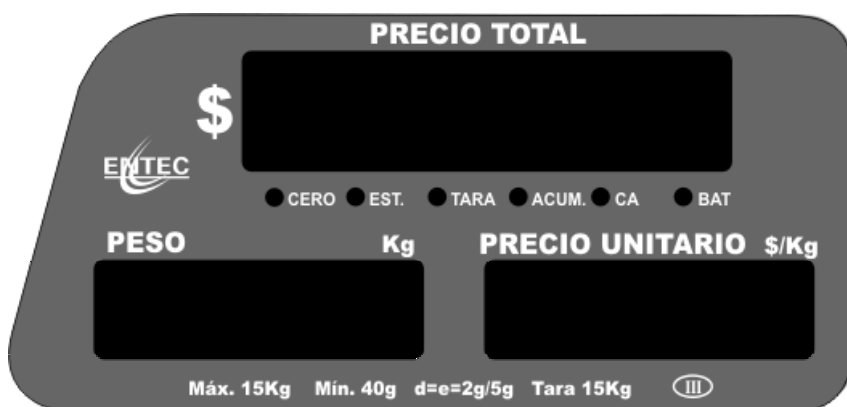 PRECIO TOTAL
$
ENTEC
CERO EST. TARA ACUM. CA BAT
PESO Kg PRECIO UNITARIO $/Kg
Máx. 15Kg Mín. 40g d=e=2g/5g Tara 15Kg III